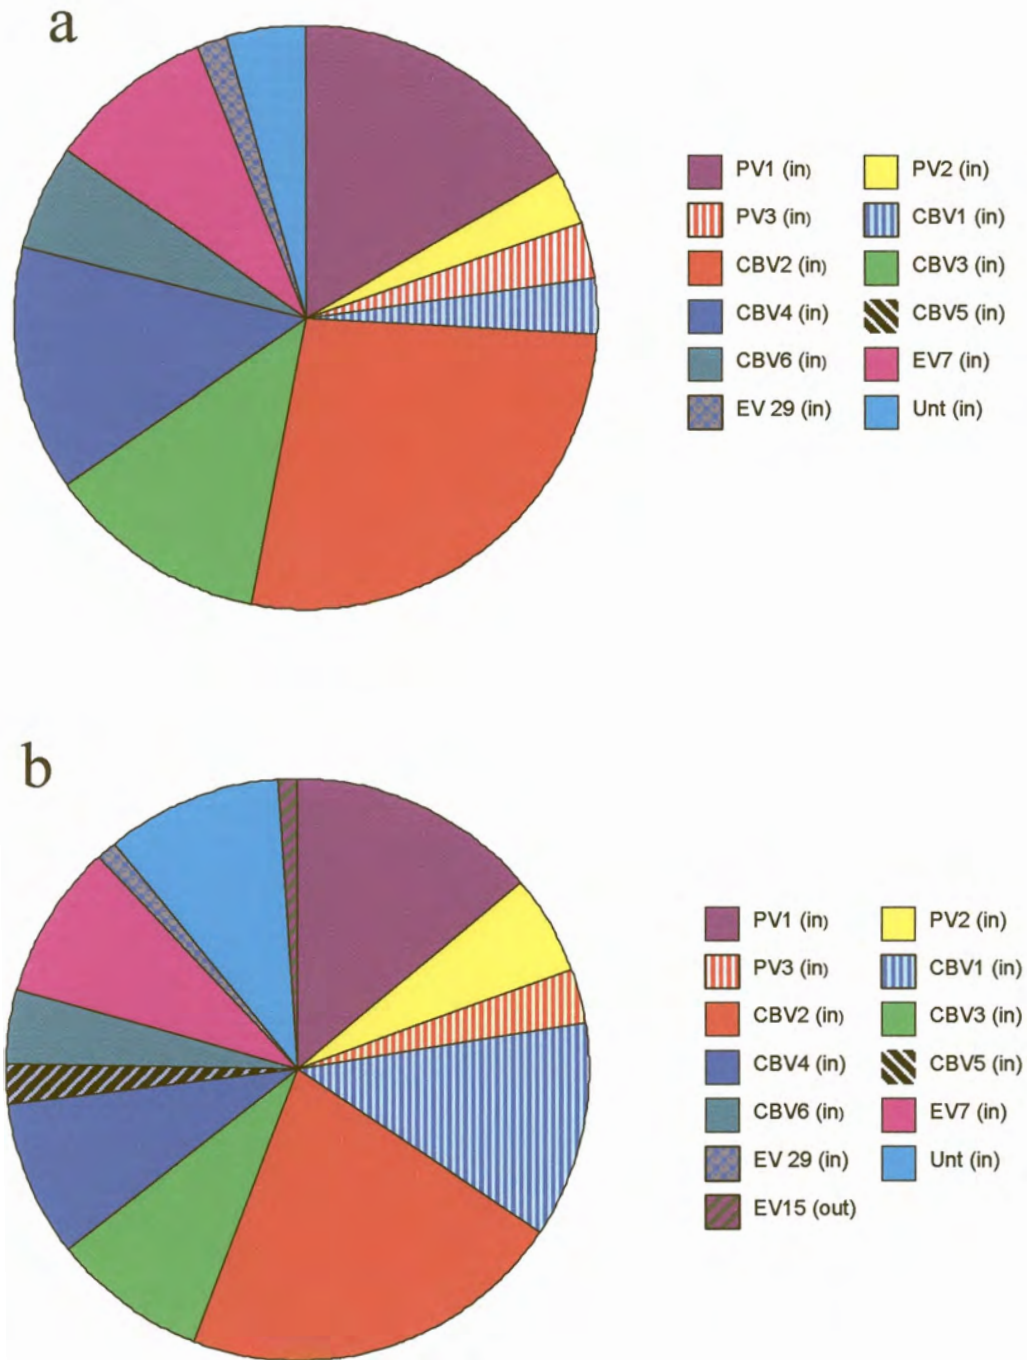 a
PV1 (in) PV2 (in)
PV3 (in) CBV1 (in)
CBV2 (in) CBV3 (in)
CBV4 (in) CBV5 (in)
CBV6 (in) EV7 (in)
EV 29 (in) Unt (in)
b
PV1 (in) PV2 (in)
PV3 (in) CBV1 (in)
CBV2 (in) CBV3 (in)
CBV4 (in) CBV5 (in)
CBV6 (in) EV7 (in)
EV 29 (in) Unt (in)
EV15 (out)